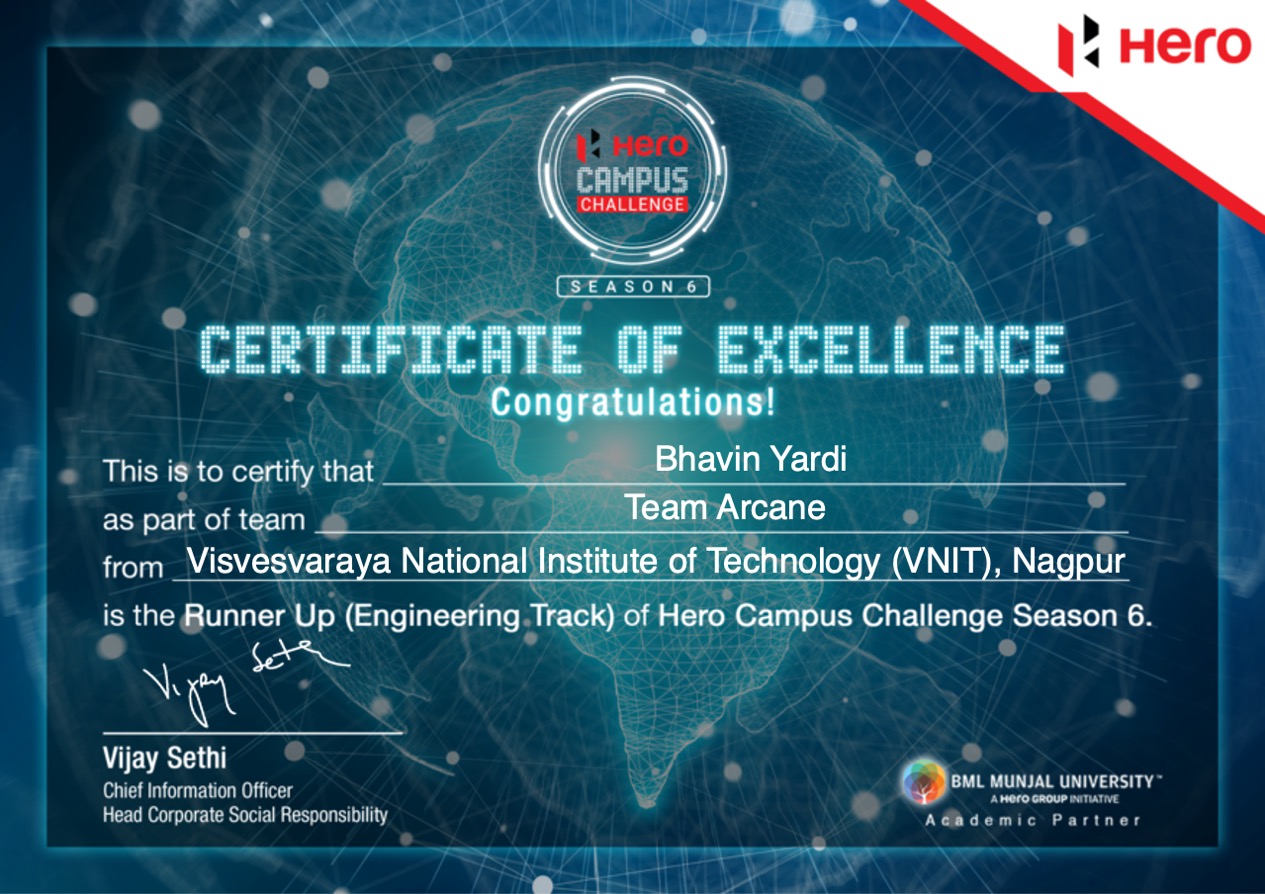 Hero
Hero
CAMPUS
CHALLENGE
SEASON 6
CERTIFICATE OF EXCELLENCE
Congratulations!
This is to certify that Bhavin Yardi
as part of team Team Arcane
from Visvesvaraya National Institute of Technology (VNIT), Nagpur
is the Runner Up (Engineering Track) of Hero Campus Challenge Season 6.
Vijay Sethi
Vijay Sethi
Chief Information Officer
Head Corporate Social Responsibility
BML MUNJAL UNIVERSITY™
A Hero GROUP INITIATIVE
Academic Partner